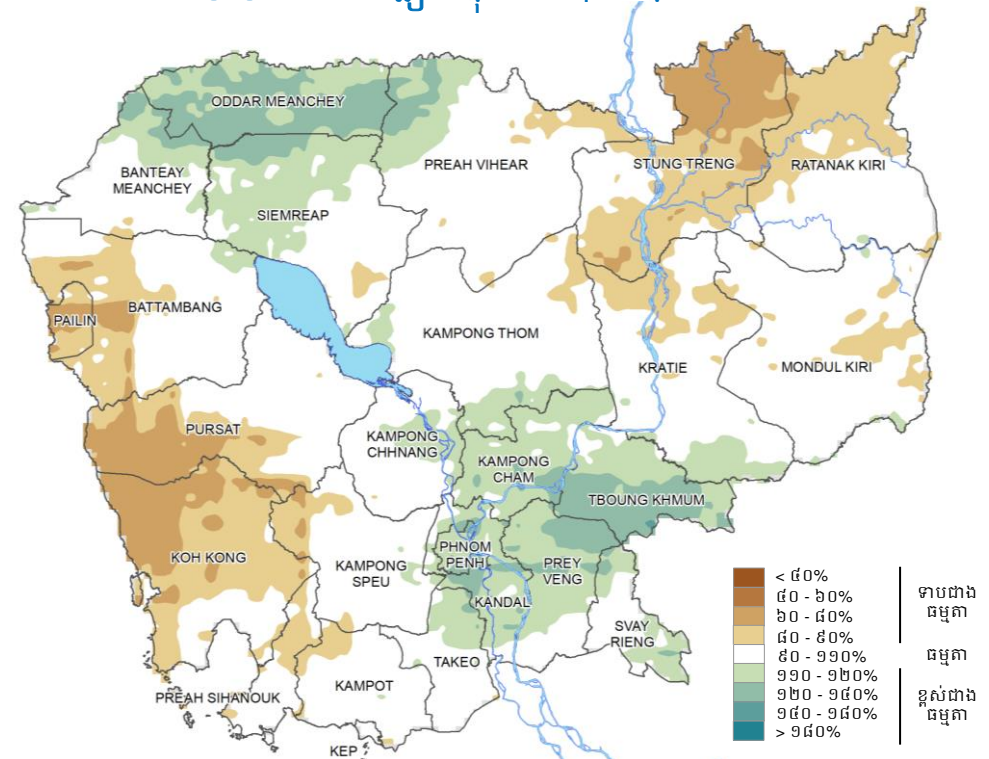 ODDAR MEANCHEY
BANTEAY
MEANCHEY
PREAH VIHEAR
STUNG TRENG
RATANAK KIRI
SIEMREAP
BATTAMBANG
PAILIN
KAMPONG THOM
KRATIE
MONDUL KIRI
PURSAT
KAMPONG
CHHNANG
KAMPONG
CHAM
TBOUNG KHMUM
KOH KONG
PHNOM
PENH
KAMPONG
SPEU
PREY
VENG
KANDAL
SVAY
RIENG
TAKEO
PREAH SIHANOUK
KAMPOT
KEP
< ៤០%
៤០ - ៦០%
៦០ - ៨០%
៨០ - ៩០%
ទាបជាង
ធម្មតា
៩០ - ១១០%
ធម្មតា
១១០ - ១២០%
១២០ - ១៤០%
១៤០ - ១៨០%
> ១៨០%
ខ្ពស់ជាង
ធម្មតា